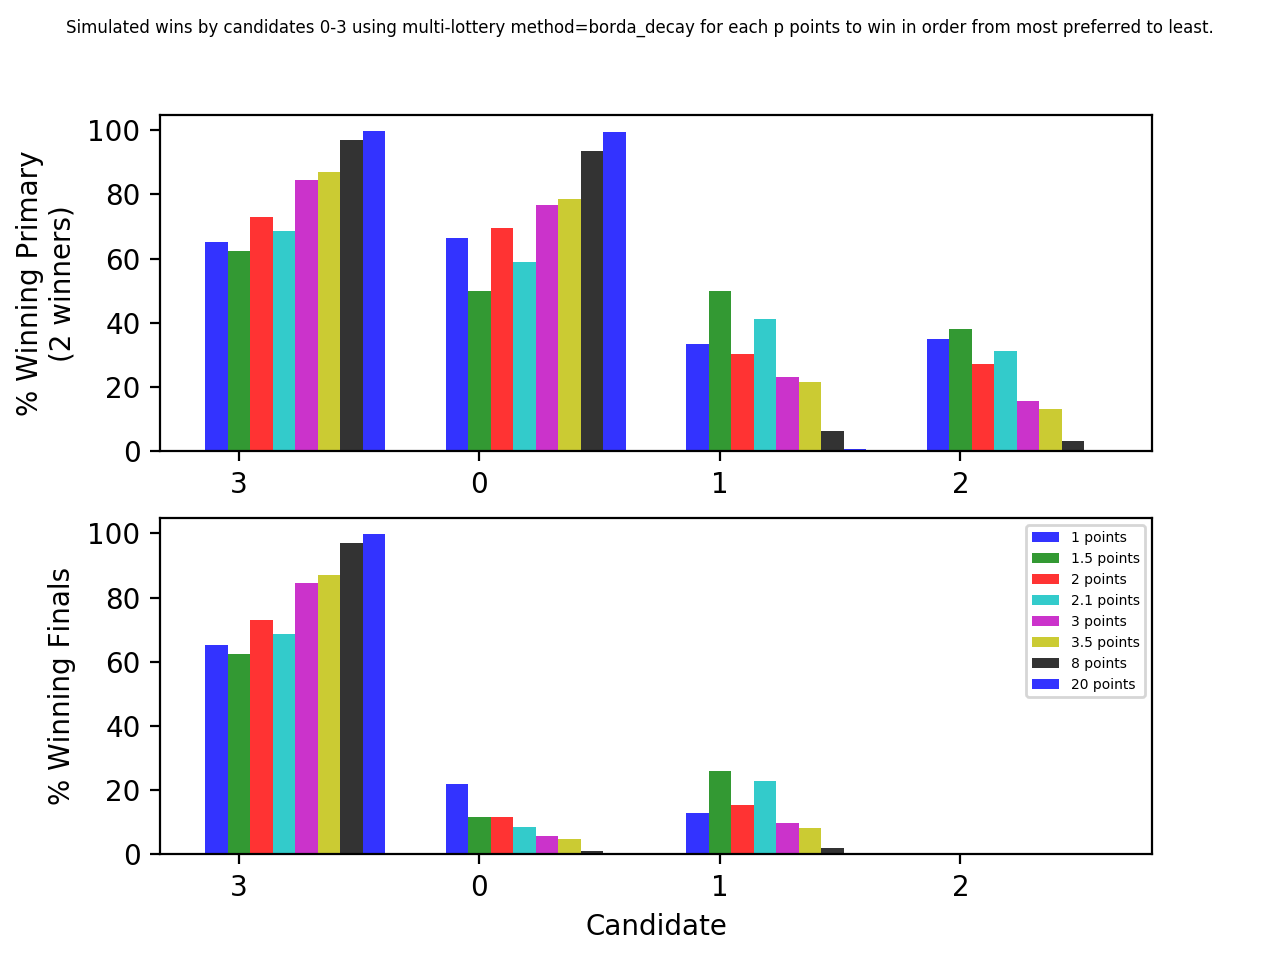 Simulated wins by candidates 0-3 using multi-lottery method=borda_decay for each p points to win in order from most preferred to least.
% Winning Primary
(2 winners)
100
80
60
40
20
0
3
0
1
2
% Winning Finals
100
80
60
40
20
0
1 points
1.5 points
2 points
2.1 points
3 points
3.5 points
8 points
20 points
3
0
1
2
Candidate